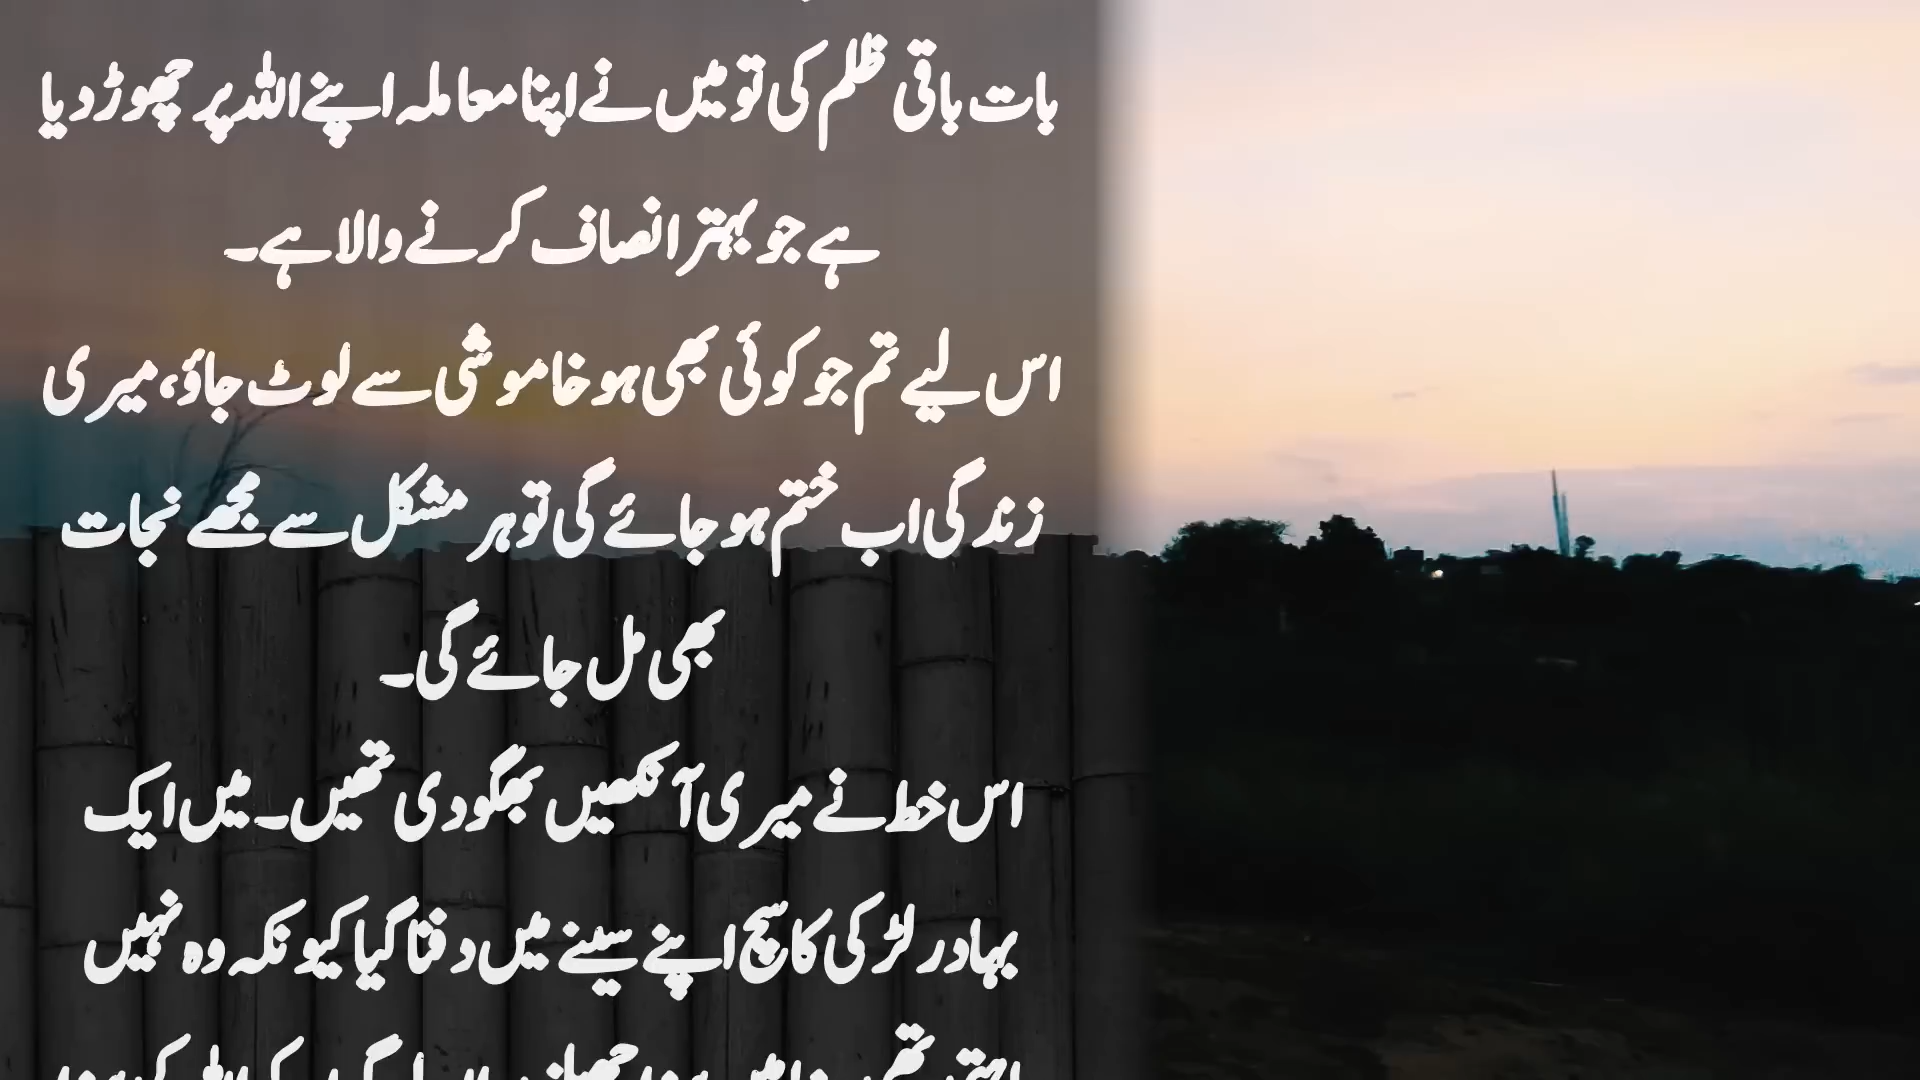 بات باقی ظلم کی تو میں نے اپنا معاملہ اپنے اللہ پر چھوڑ دیا
ہے جو بہتر انصاف کرنے والا ہے۔
اس لیے تم جو کوئی بھی ہو خاموشی سے لوٹ جاؤ، میری
زندگی اب ختم ہو جائے گی تو ہر مشکل سے مجھے نجات
بھی مل جائے گی۔
اس خط نے میری آنکھیں بھگو دی تھیں۔ میں ایک
بہادر لڑکی کا سچ اپنے سینے میں دفنا گیا کیونکہ وہ نہیں